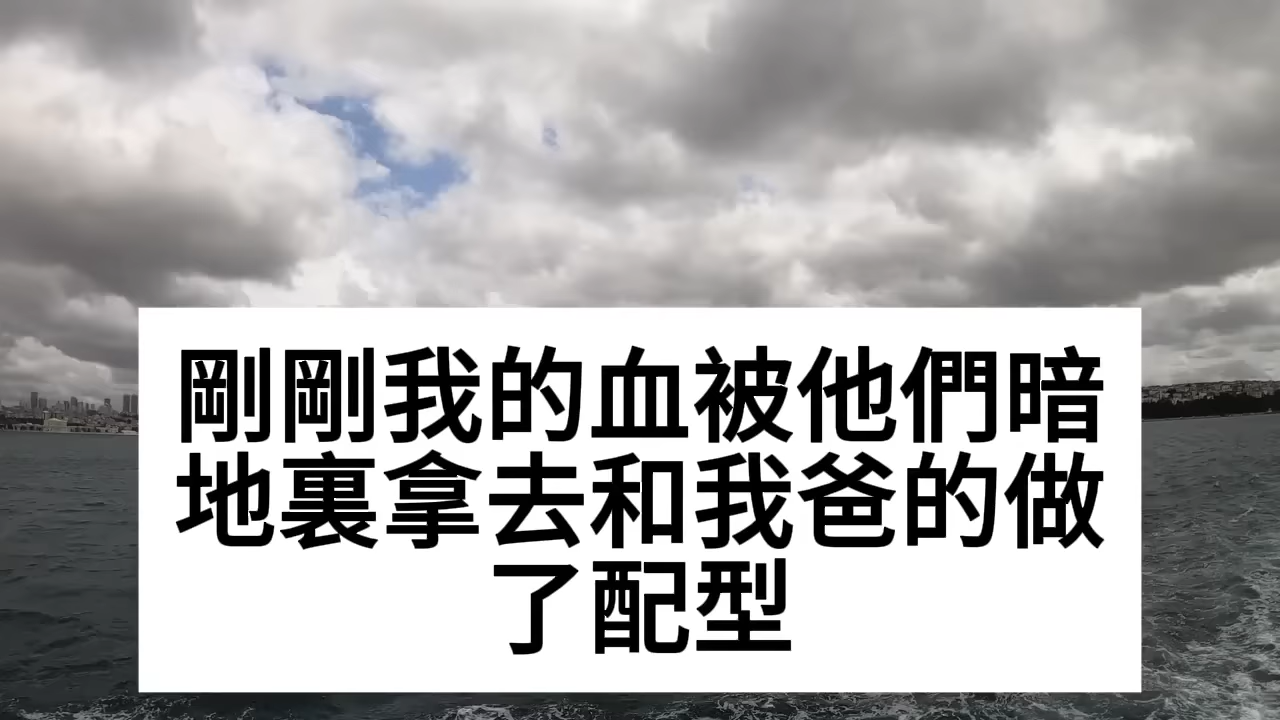 剛剛我的血被他們暗
地裏拿去和我爸的做
了配型